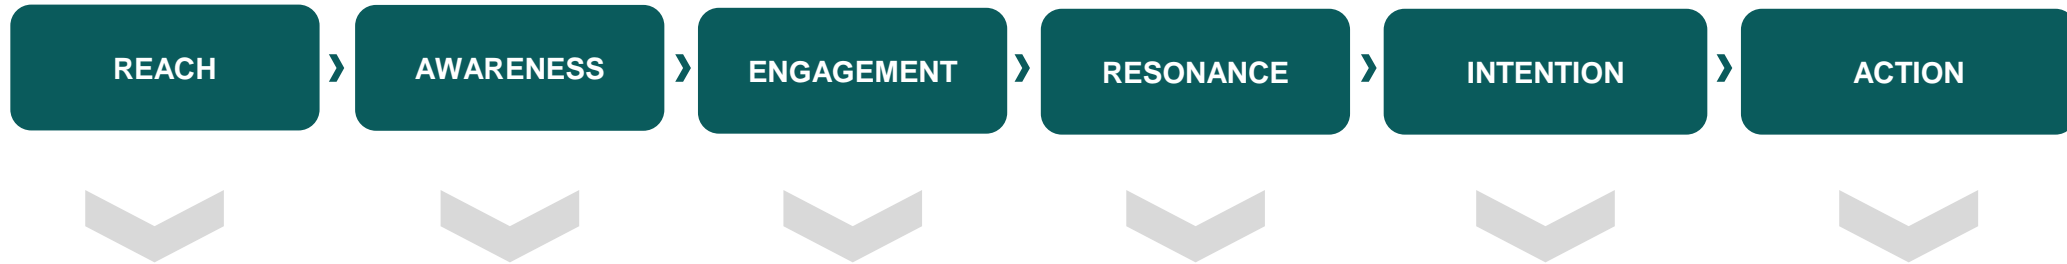 REACH
AWARENESS
ENGAGEMENT
RESONANCE
INTENTION
ACTION